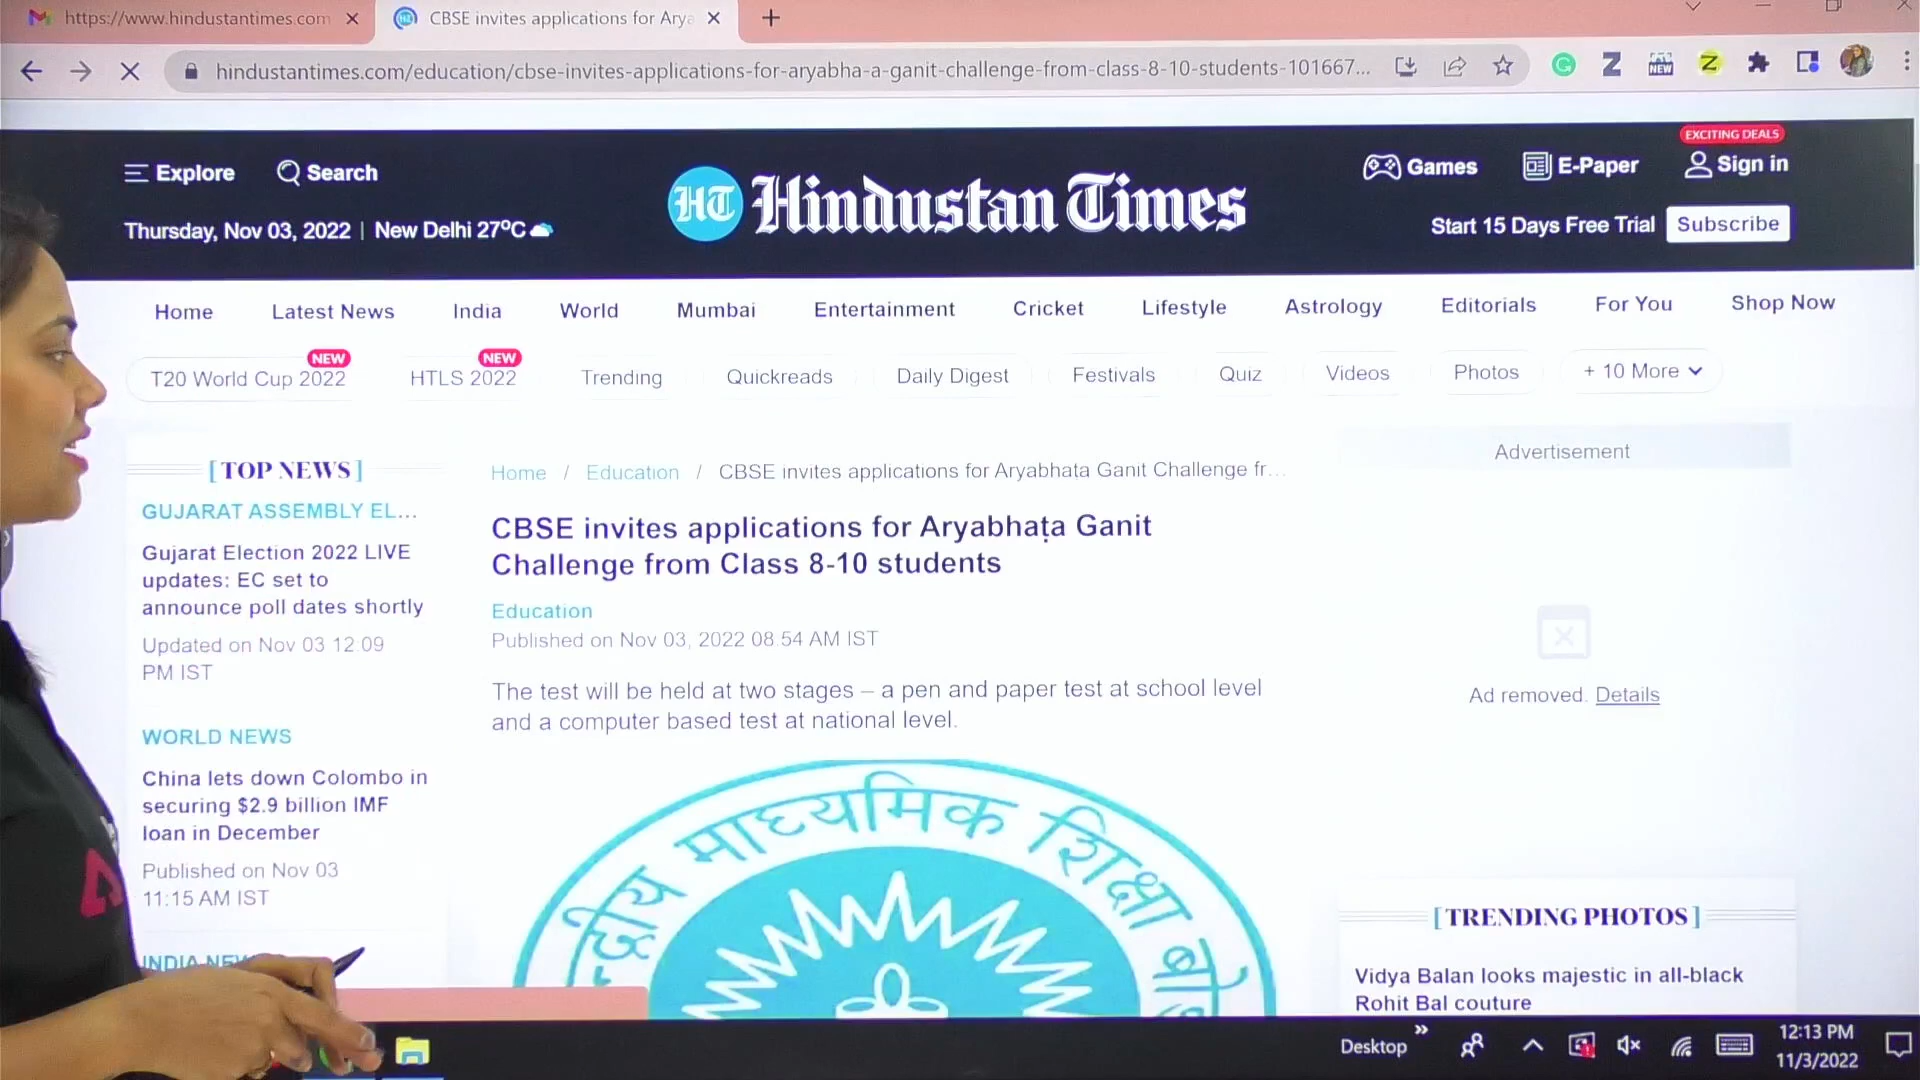 https://www.hindustantimes.com
CBSE invites applications for Arya
hindustantimes.com/education/cbse-invites-applications-for-aryabha-a-ganit-challenge-from-class-8-10-students-101667...
NEW
EXCITING DEALS
Explore
Search
HT Hindustan Times
Games
E-Paper
Sign in
Thursday, Nov 03, 2022 | New Delhi 27°C
Start 15 Days Free Trial
Subscribe
Home
Latest News
India
World
Mumbai
Entertainment
Cricket
Lifestyle
Astrology
Editorials
For You
Shop Now
NEW
NEW
T20 World Cup 2022
HTLS 2022
Trending
Quickreads
Daily Digest
Festivals
Quiz
Videos
Photos
+ 10 More
[TOP NEWS]
GUJARAT ASSEMBLY EL...
Gujarat Election 2022 LIVE
updates: EC set to
announce poll dates shortly
Updated on Nov 03 12:09
PM IST
WORLD NEWS
China lets down Colombo in
securing $2.9 billion IMF
loan in December
Published on Nov 03
11:15 AM IST
INDIA NEW
Home / Education / CBSE invites applications for Aryabhata Ganit Challenge fr...
CBSE invites applications for Aryabhaṭa Ganit
Challenge from Class 8-10 students
Education
Published on Nov 03, 2022 08:54 AM IST
The test will be held at two stages – a pen and paper test at school level
and a computer based test at national level.
माध्यमिक शिक्षा
Advertisement
Ad removed. Details
[TRENDING PHOTOS]
Vidya Balan looks majestic in all-black
Rohit Bal couture
Desktop
12:13 PM
11/3/2022